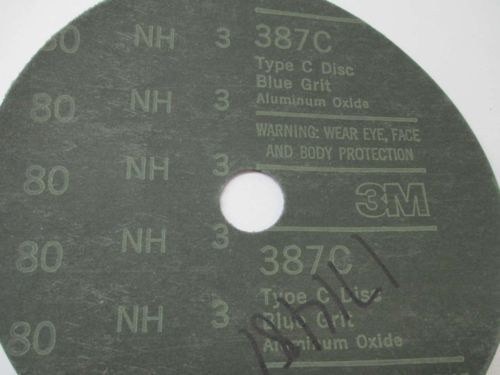 80 NH 3 387C
Type C Disc
Blue Grit
Aluminum Oxide
80 NH 3
WARNING: WEAR EYE, FACE
AND BODY PROTECTION
80 NH 3
3M
80 NH 3 387C
Type C Disc
80 NH 3 Blue Grit
Aluminum Oxide